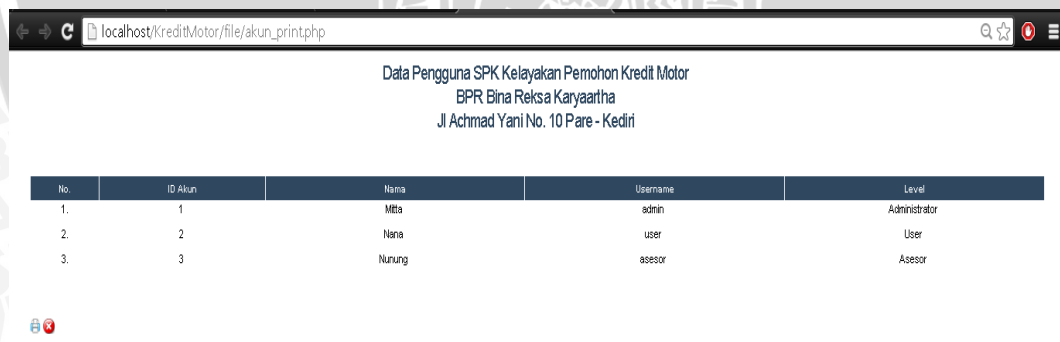 localhost/KreditMotor/file/akun_print.php
Data Pengguna SPK Kelayakan Pemohon Kredit Motor
BPR Bina Reksa Karyaartha
Jl Achmad Yani No. 10 Pare - Kediri
No. ID Akun Nama Username Level
1. 1 Mitta admin Administrator
2. 2 Nana user User
3. 3 Nunung asesor Asesor